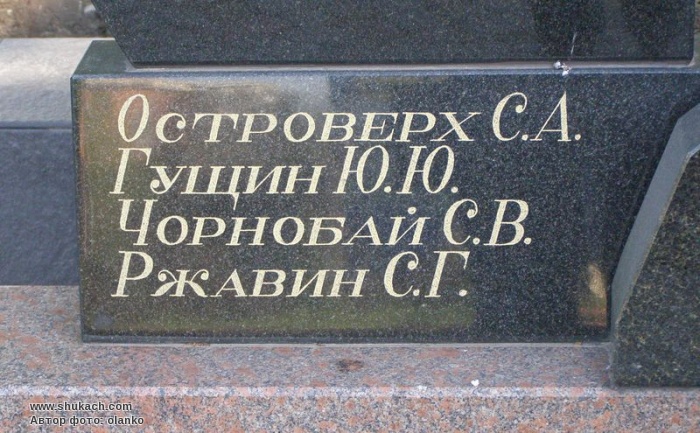 Островерх С.А.
Гущин Ю.Ю.
Чорнобай С.В.
Ржавин С.Г.
www.shukach.com
Автор фото: olanko